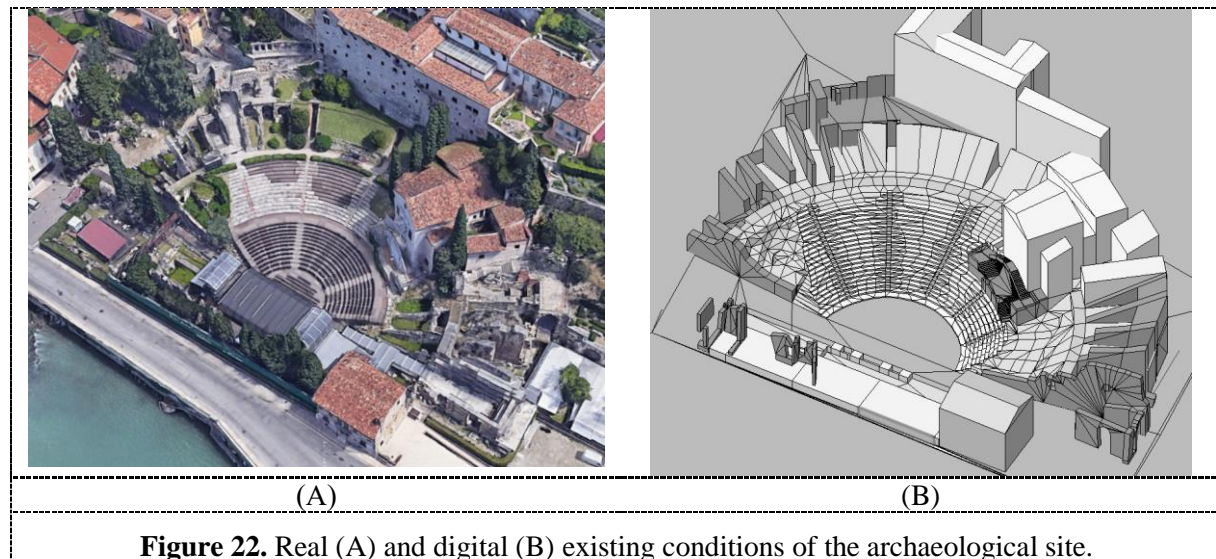 (A)
(B)
Figure 22. Real (A) and digital (B) existing conditions of the archaeological site.